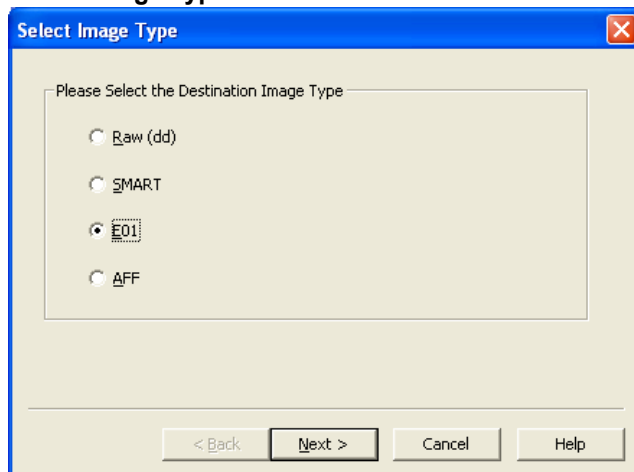 Select Image Type
Please Select the Destination Image Type
Raw (dd)
SMART
E01
AFF
< Back
Next >
Cancel
Help